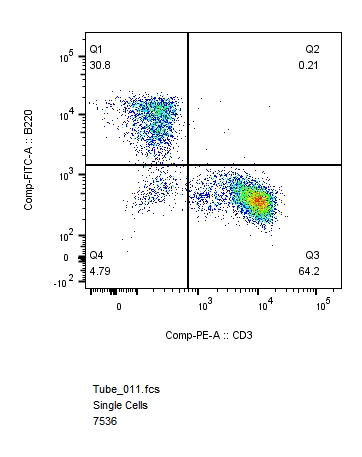 Q1
30.8
Q2
0.21
10^5
10^4
10^3
10^2
0
-10^2
Comp-FITC-A :: B220
Q4
4.79
Q3
64.2
0
10^3
10^4
10^5
Comp-PE-A :: CD3
Tube_011.fcs
Single Cells
7536